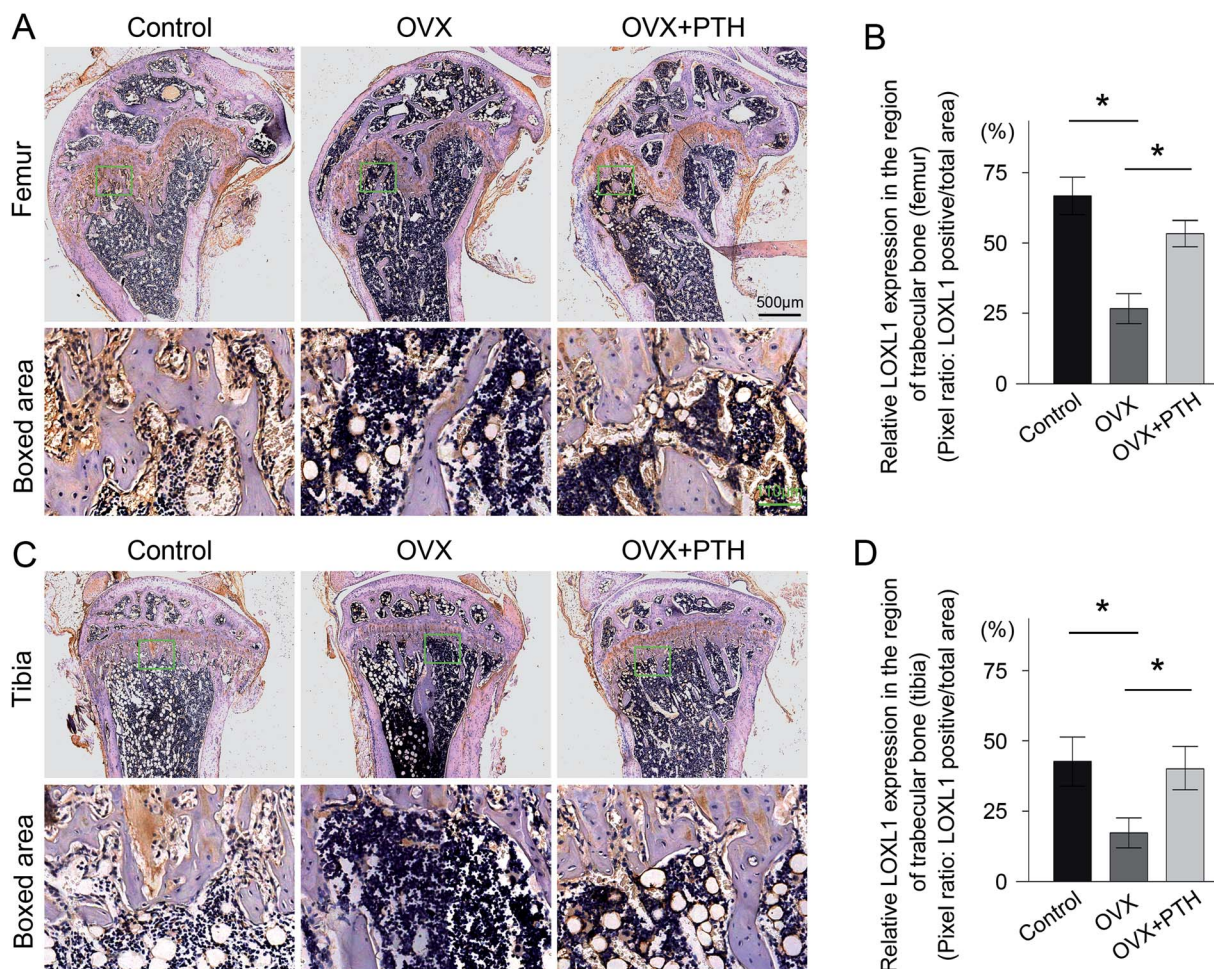 A
Control
OVX
OVX+PTH
Femur
500μm
Boxed area
110μm
B
Relative LOXL1 expression in the region
of trabecular bone (femur)
(Pixel ratio: LOXL1 positive/total area)
(%)
75
50
25
0
*
*
Control
OVX
OVX+PTH
C
Control
OVX
OVX+PTH
Tibia
Boxed area
D
Relative LOXL1 expression in the region
of trabecular bone (tibia)
(Pixel ratio: LOXL1 positive/total area)
(%)
75
50
25
0
*
*
Control
OVX
OVX+PTH